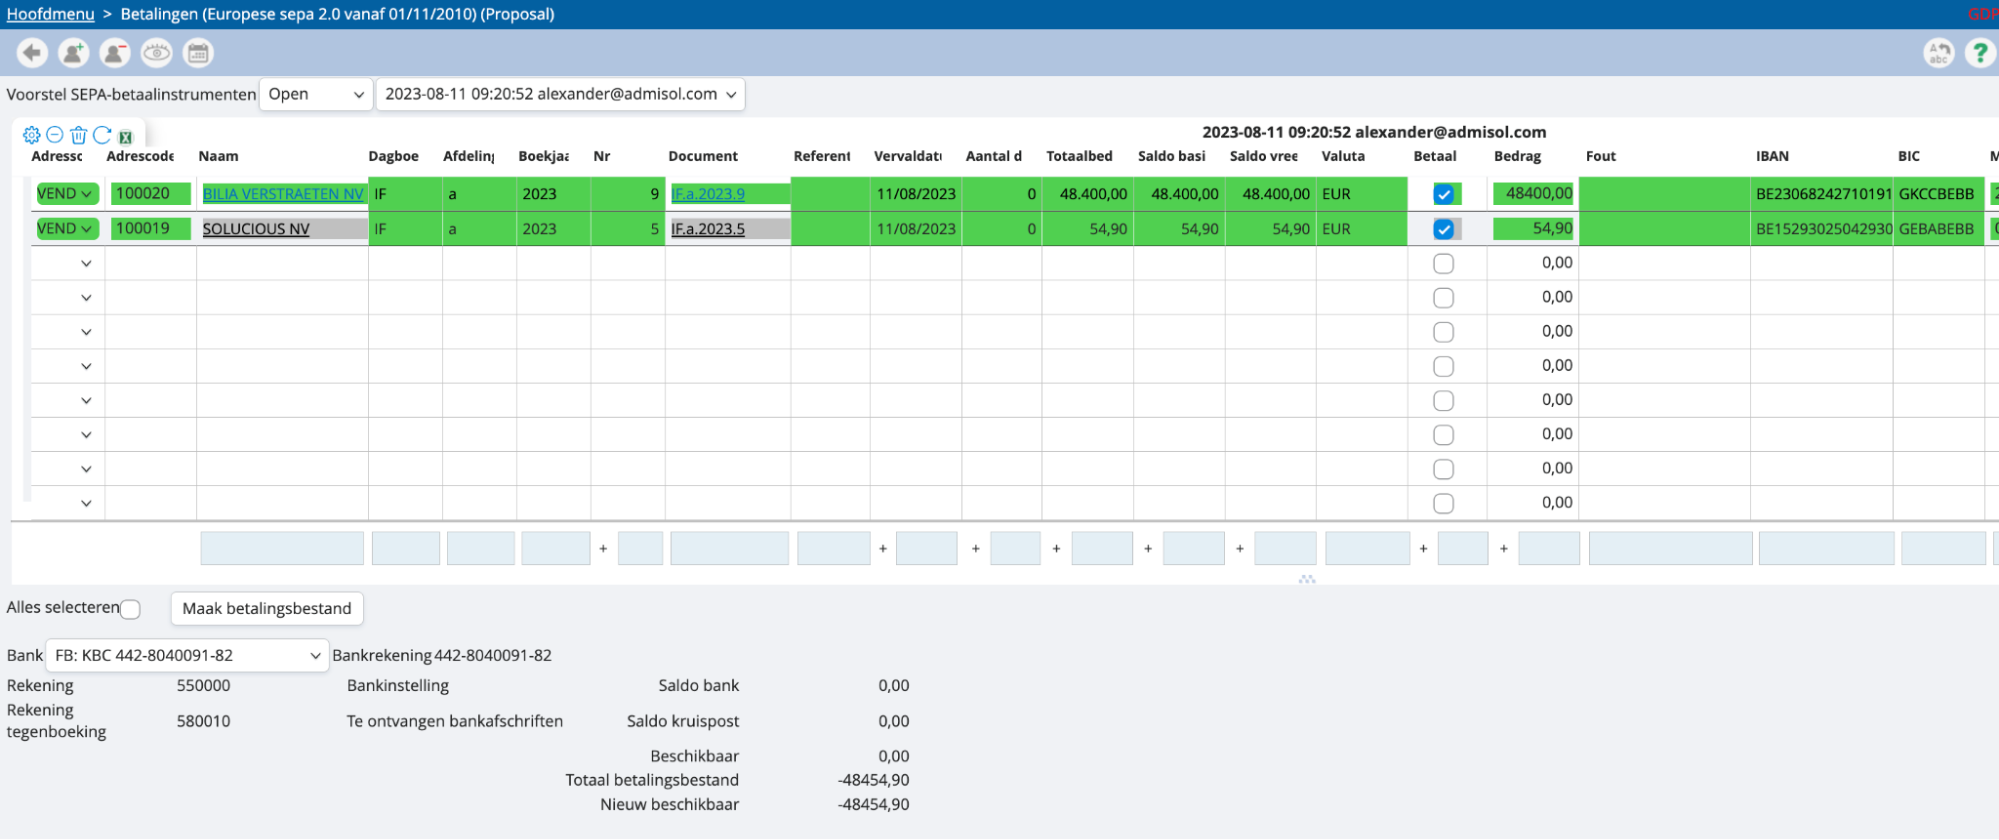 Hoofdmenu > Betalingen (Europese sepa 2.0 vanaf 01/11/2010) (Proposal)
A
abc
?
Voorstel SEPA-betaalinstrumenten Open 2023-08-11 09:20:52 alexander@admisol.com
2023-08-11 09:20:52 alexander@admisol.com
Adressc Adrescode Naam Dagboe Afdeling Boekjaa Nr Document Referent Vervaldat Aantal d Totaalbed Saldo basi Saldo vree Valuta Betaal Bedrag Fout IBAN BIC
VEND 100020 BILIA VERSTRAETEN NV IF a 2023 9 IF.a.2023.9 11/08/2023 0 48.400,00 48.400,00 48.400,00 EUR 48400,00 BE23068242710191 GKCCBEBB
VEND 100019 SOLUCIOUS NV IF a 2023 5 IF.a.2023.5 11/08/2023 0 54,90 54,90 54,90 EUR 54,90 BE15293025042930 GEBABEBB
0,00
0,00
0,00
0,00
0,00
0,00
0,00
0,00
+ + + + + + + +
Alles selecteren Maak betalingsbestand
Bank FB: KBC 442-8040091-82 Bankrekening 442-8040091-82
Rekening 550000 Bankinstelling Saldo bank 0,00
Rekening tegenboeking 580010 Te ontvangen bankafschriften Saldo kruispost 0,00
Beschikbaar 0,00
Totaal betalingsbestand -48454,90
Nieuw beschikbaar -48454,90